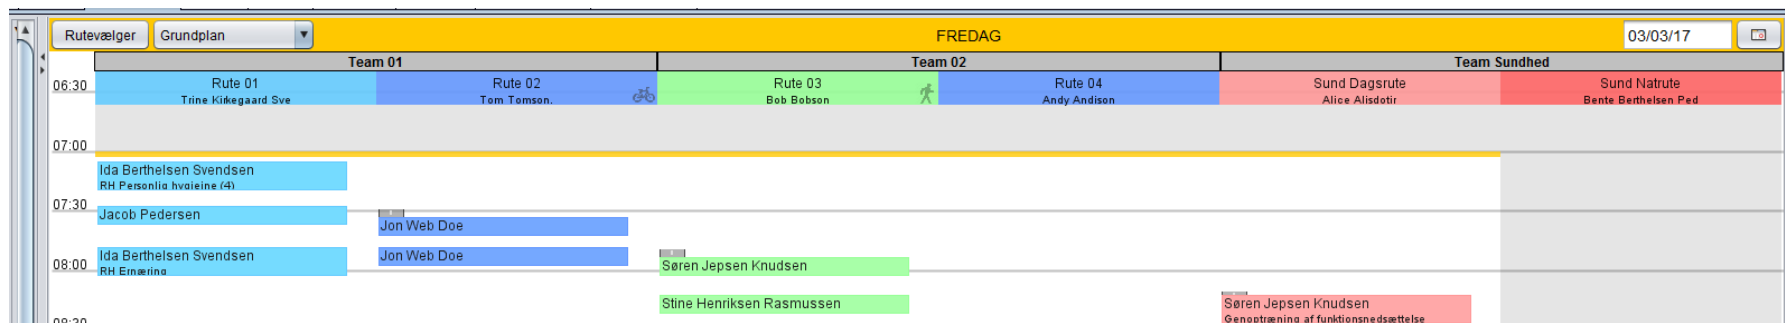 Rutevælger Grundplan FREDAG 03/03/17
Team 01 Team 02 Team Sundhed
06:30 Rute 01 Rute 02 Rute 03 Rute 04 Sund Dagsrute Sund Natrute
Trine Kirkegaard Sve Tom Tomson. Bob Bobson Andy Andison Alice Alisdotir Bente Berthelsen Ped
07:00
Ida Berthelsen Svendsen
RH Personlig hygiejne (4)
07:30 Jacob Pedersen
Jon Web Doe
Ida Berthelsen Svendsen Jon Web Doe
08:00 RH Ernæring Søren Jepsen Knudsen
Stine Henriksen Rasmussen Søren Jepsen Knudsen
08:30 Genoptræning af funktionsnedsættelse